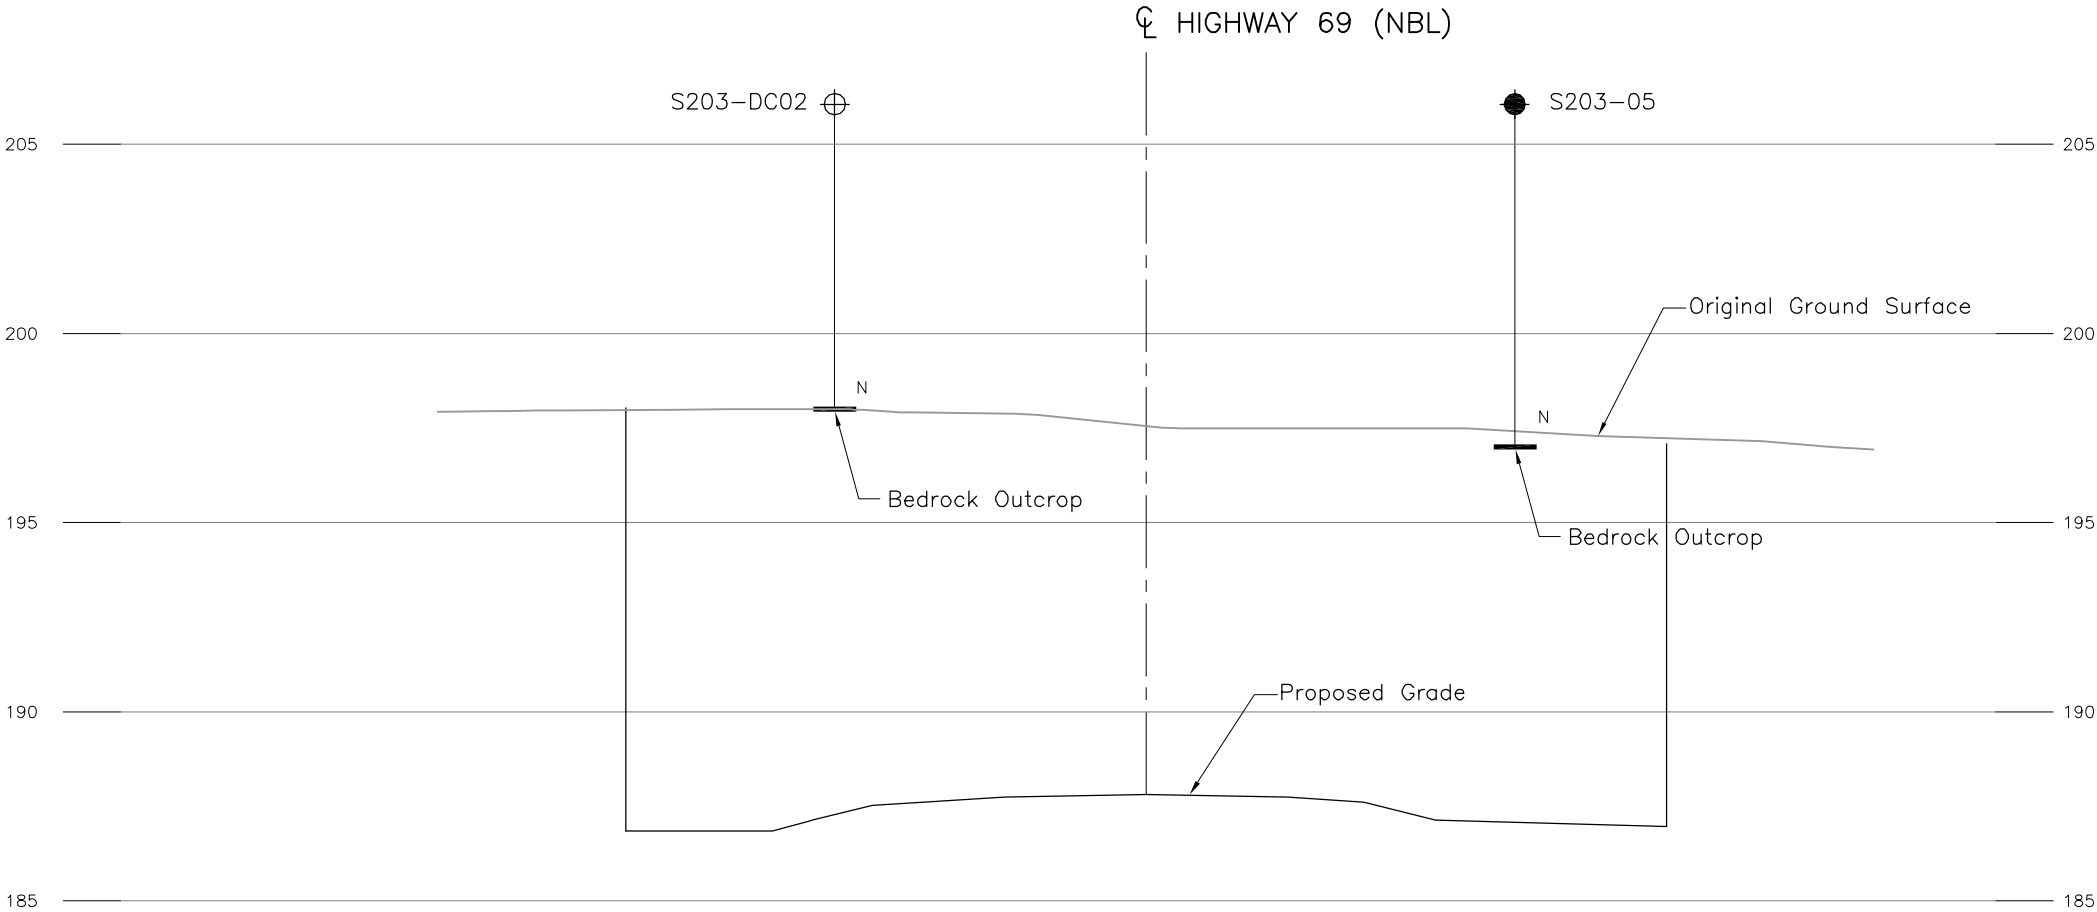 ℄ HIGHWAY 69 (NBL)
S203-DC02
S203-05
205
205
Original Ground Surface
200
200
N
N
Bedrock Outcrop
195
195
Bedrock Outcrop
Proposed Grade
190
190
185
185